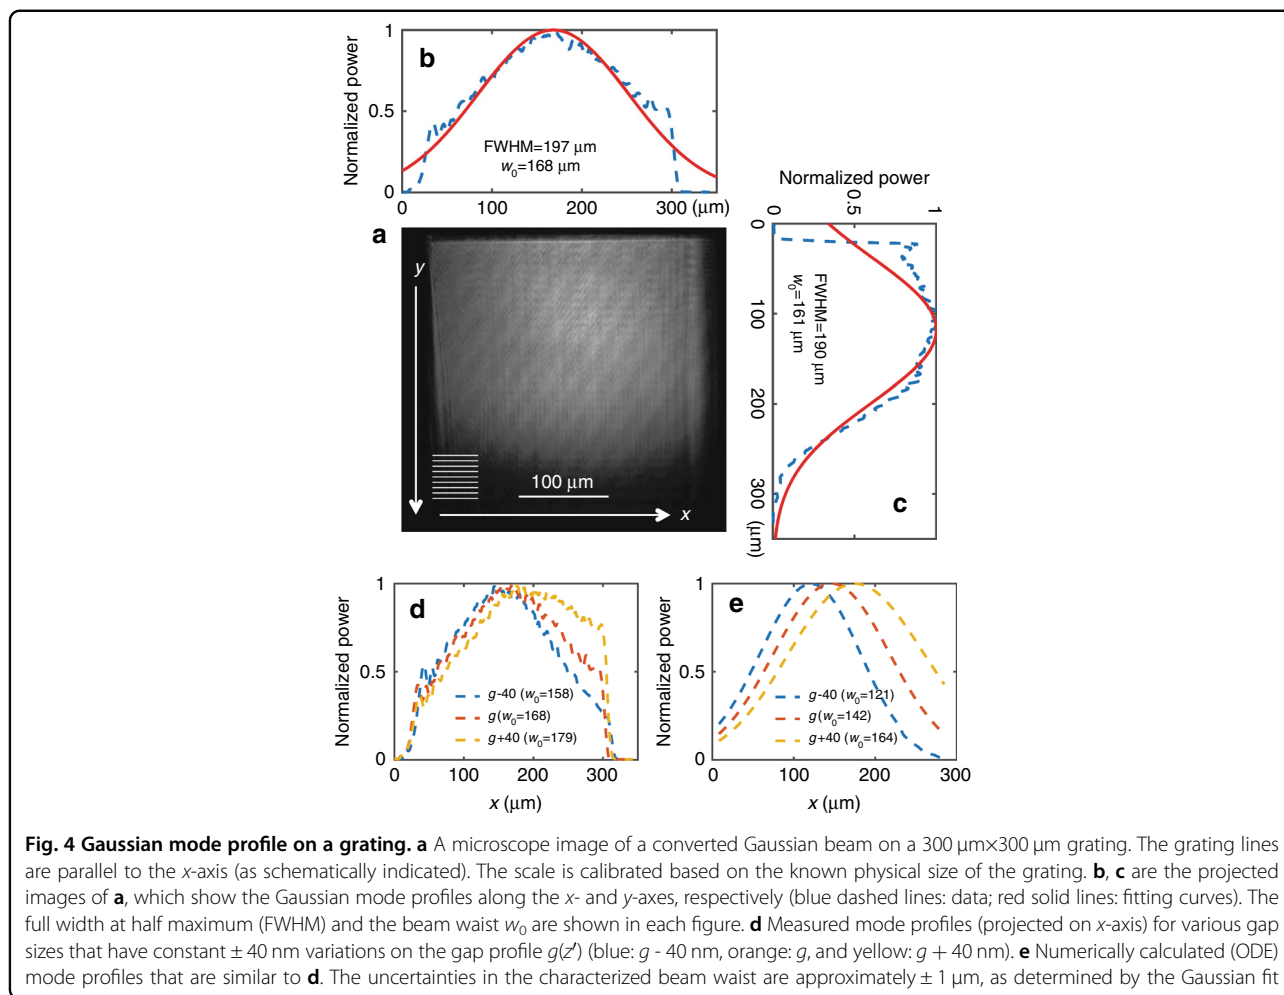 b
Normalized power
1
0.5
0
FWHM=197 μm
w₀=168 μm
0 100 200 300 (μm)
a
y
100 μm
x
Normalized power
0 0.5 1
0
100
200
300
(μm)
FWHM=190 μm
w₀=161 μm
c
d
Normalized power
1
0.5
0
g-40 (w₀=158)
g(w₀=168)
g+40 (w₀=179)
0 100 200 300
x (μm)
e
Normalized power
1
0.5
0
g-40 (w₀=121)
g(w₀=142)
g+40 (w₀=164)
0 100 200 300
x (μm)
Fig. 4 Gaussian mode profile on a grating. a A microscope image of a converted Gaussian beam on a 300 μm×300 μm grating. The grating lines
are parallel to the x-axis (as schematically indicated). The scale is calibrated based on the known physical size of the grating. b, c are the projected
images of a, which show the Gaussian mode profiles along the x- and y-axes, respectively (blue dashed lines: data; red solid lines: fitting curves). The
full width at half maximum (FWHM) and the beam waist w₀ are shown in each figure. d Measured mode profiles (projected on x-axis) for various gap
sizes that have constant ± 40 nm variations on the gap profile g(z′) (blue: g - 40 nm, orange: g, and yellow: g + 40 nm). e Numerically calculated (ODE)
mode profiles that are similar to d. The uncertainties in the characterized beam waist are approximately ± 1 μm, as determined by the Gaussian fit